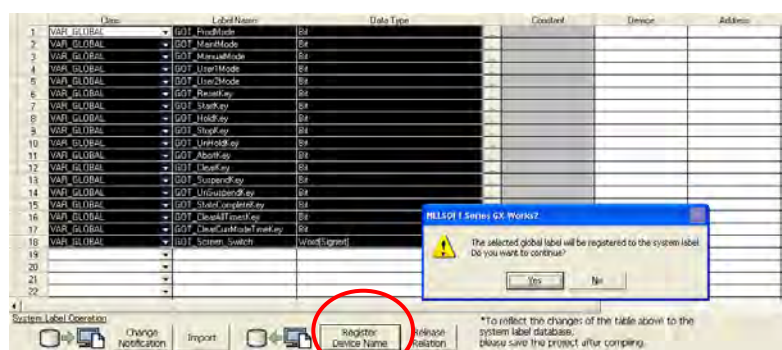 Class Label Name Data Type Constant Device Address
1 VAR_GLOBAL GOT_ProdMode Bit
2 VAR_GLOBAL GOT_MaintMode Bit
3 VAR_GLOBAL GOT_ManualMode Bit
4 VAR_GLOBAL GOT_User1Mode Bit
5 VAR_GLOBAL GOT_User2Mode Bit
6 VAR_GLOBAL GOT_ResetKey Bit
7 VAR_GLOBAL GOT_StartKey Bit
8 VAR_GLOBAL GOT_HoldKey Bit
9 VAR_GLOBAL GOT_StopKey Bit
10 VAR_GLOBAL GOT_UnHoldKey Bit
11 VAR_GLOBAL GOT_AbortKey Bit
12 VAR_GLOBAL GOT_ClearKey Bit
13 VAR_GLOBAL GOT_SuspendKey Bit
14 VAR_GLOBAL GOT_UnSuspendKey Bit
15 VAR_GLOBAL GOT_StateCompleteKey Bit
16 VAR_GLOBAL GOT_ClearAllTimesKey Bit
17 VAR_GLOBAL GOT_ClearCurrModeTimeKey Bit
18 VAR_GLOBAL GOT_Screen_Switch Word[Signed]
19
20
21
22
MELSOFT Series GX Works2
The selected global label will be registered to the system label.
Do you want to continue?
Yes No
System Label Operation
Change Notification
Import
Register Device Name
Release Relation
*To reflect the changes of the table above to the
system label database,
please save the project after compiling.